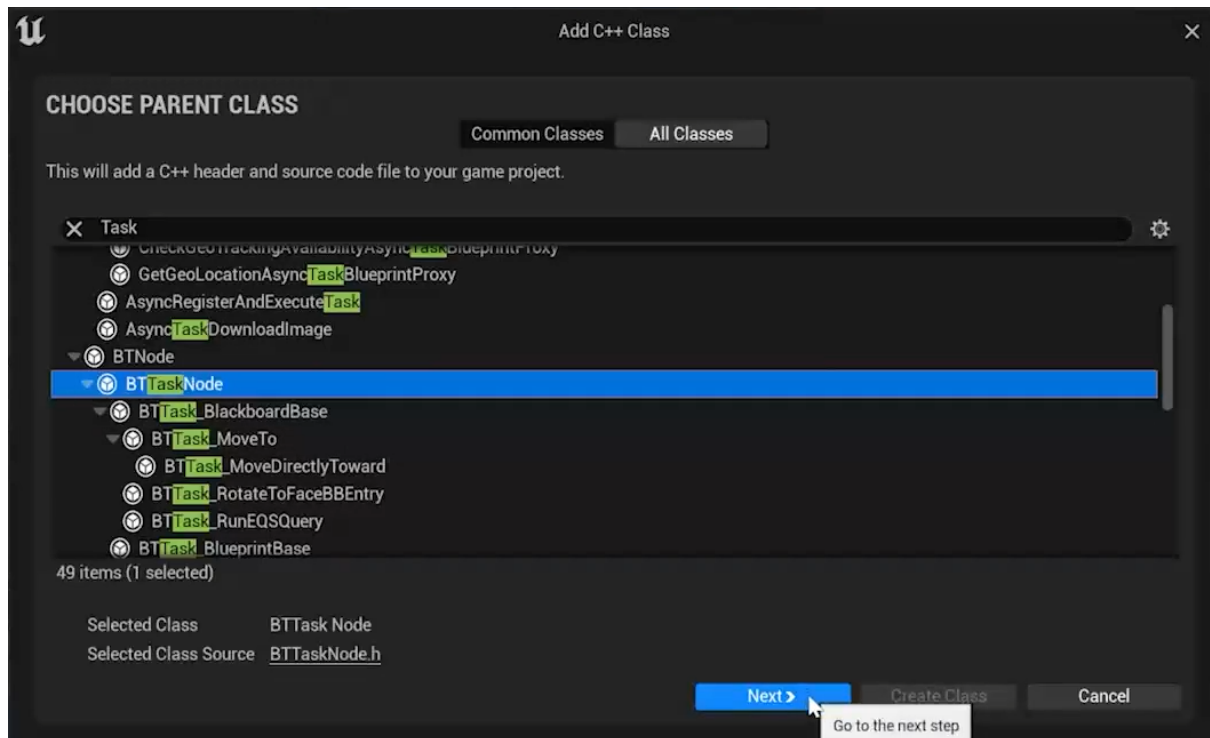 Add C++ Class
CHOOSE PARENT CLASS
Common Classes All Classes
This will add a C++ header and source code file to your game project.
Task
CheckGeoTrackingAvailabilityAsyncTaskBlueprintProxy
GetGeoLocationAsyncTaskBlueprintProxy
AsyncRegisterAndExecuteTask
AsyncTaskDownloadImage
BTNode
BTTaskNode
BTTask_BlackboardBase
BTTask_MoveTo
BTTask_MoveDirectlyToward
BTTask_RotateToFaceBBEntry
BTTask_RunEQSQuery
BTTask_BlueprintBase
49 items (1 selected)
Selected Class BTTask Node
Selected Class Source BTTaskNode.h
Next Create Class Cancel
Go to the next step